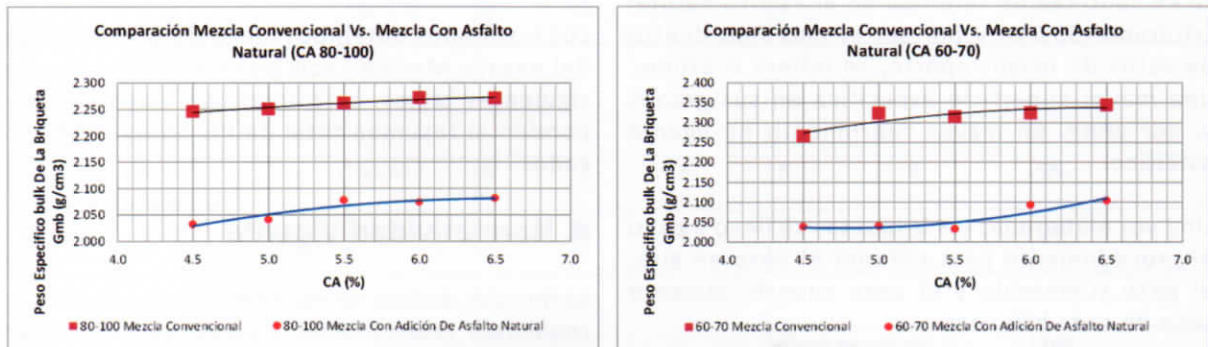 Comparación Mezcla Convencional Vs. Mezcla Con Asfalto
Natural (CA 80-100)
Peso Específico bulk De La Briqueta
Gmb (g/cm3)
2.300
2.250
2.200
2.150
2.100
2.050
2.000
4.0 4.5 5.0 5.5 6.0 6.5 7.0
CA (%)
80-100 Mezcla Convencional 80-100 Mezcla Con Adición De Asfalto Natural
Comparación Mezcla Convencional Vs. Mezcla Con Asfalto
Natural (CA 60-70)
Peso Específico bulk De La Briqueta
Gmb (g/cm3)
2.400
2.350
2.300
2.250
2.200
2.150
2.100
2.050
2.000
4.0 4.5 5.0 5.5 6.0 6.5 7.0
CA (%)
60-70 Mezcla Convencional 60-70 Mezcla Con Adición De Asfalto Natural